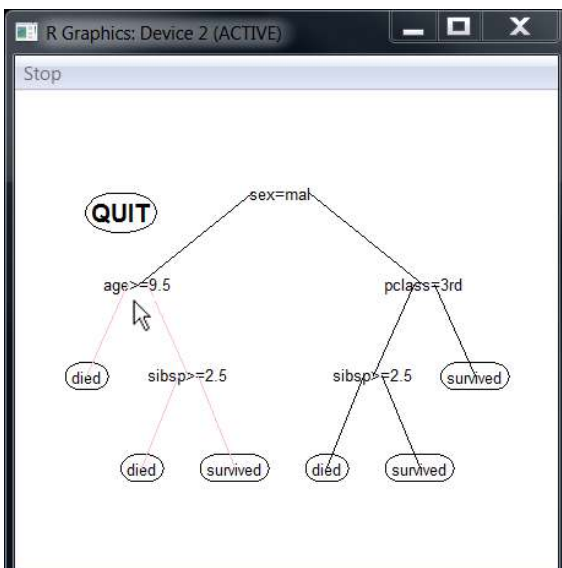 R Graphics: Device 2 (ACTIVE)
Stop
sex=mal
QUIT
age>=9.5
pclass=3rd
died
sibsp>=2.5
sibsp>=2.5
survived
died
survived
died
survived